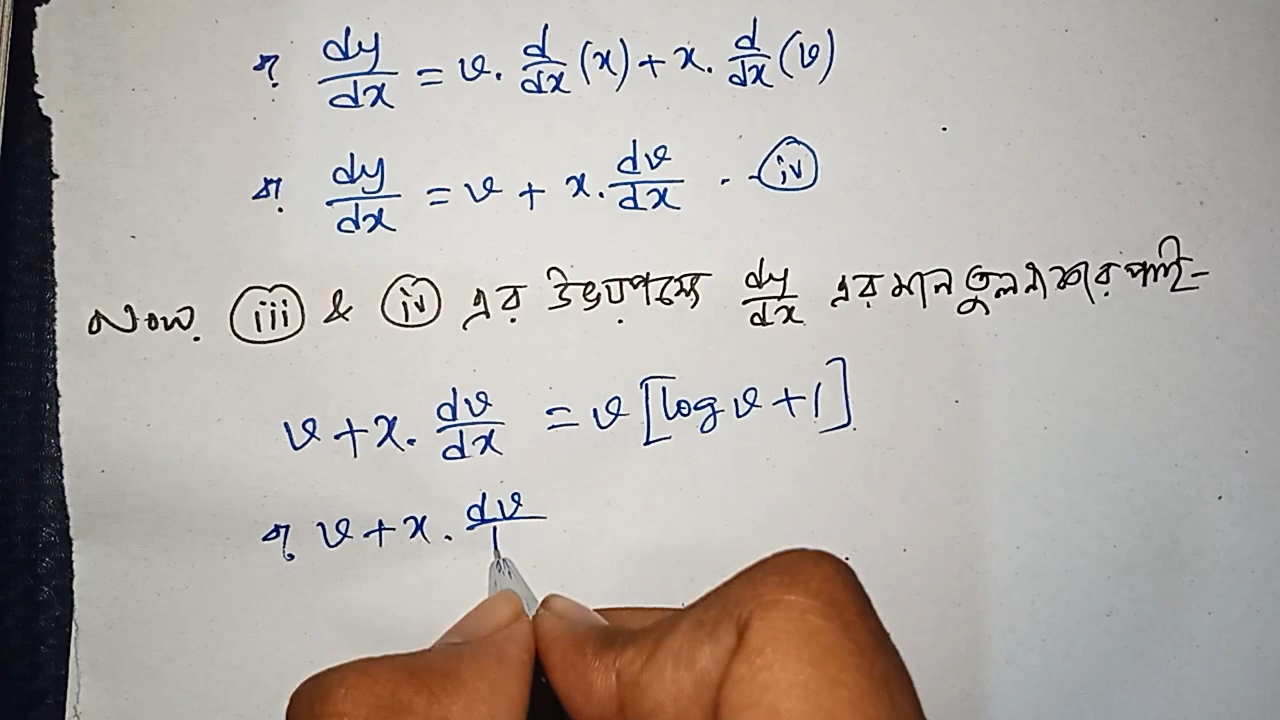 বা, dy/dx = v. d/dx (x) + x. d/dx (v)
বা, dy/dx = v + x. dv/dx - - (iv)
Now, (iii) & (iv) এর উভয়পক্ষে dy/dx এর মান তুলনা করে পাই-
v + x. dv/dx = v [log v + 1]
বা, v + x. dv/